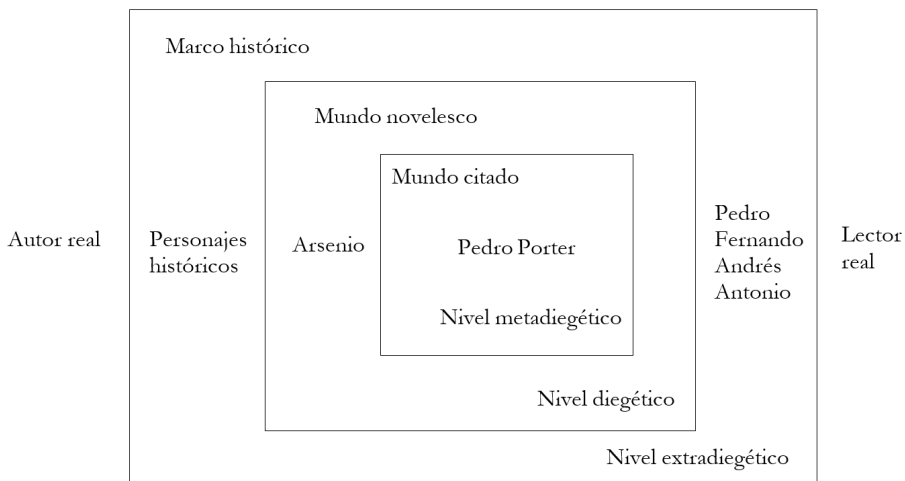 Marco histórico
Mundo novelesco
Mundo citado
Autor real
Personajes
históricos
Arsenio
Pedro Porter
Pedro
Fernando
Andrés
Antonio
Lector
real
Nivel metadiegético
Nivel diegético
Nivel extradiegético